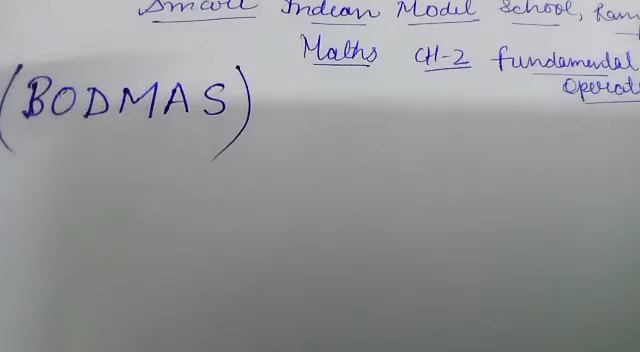 Smart Indian Model School,
Maths CH-2 fundamental
(BODMAS)